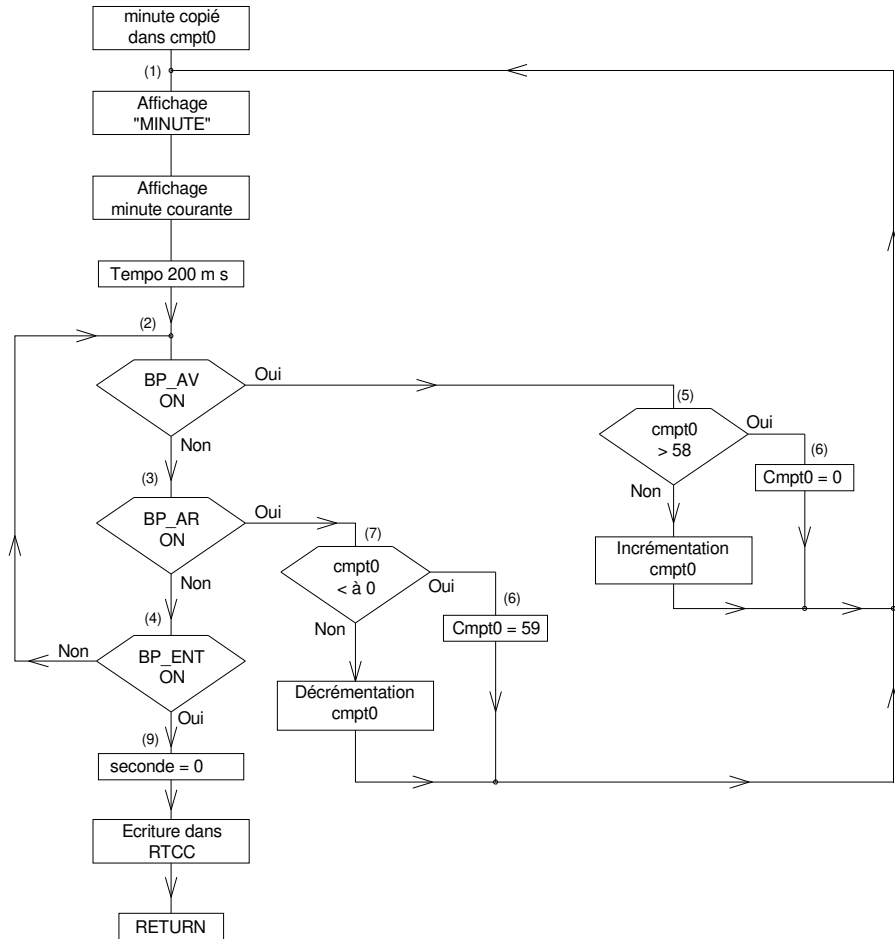 minute copié
dans cmpt0
(1)
Affichage
"MINUTE"
Affichage
minute courante
Tempo 200 m s
(2)
BP_AV
ON
Oui
Non
(5)
cmpt0
> 58
Oui
Non
(6)
Cmpt0 = 0
Incrémentation
cmpt0
(3)
BP_AR
ON
Oui
Non
(7)
cmpt0
< à 0
Oui
Non
(6)
Cmpt0 = 59
Décrémentation
cmpt0
(4)
BP_ENT
ON
Non
Oui
(9)
seconde = 0
Ecriture dans
RTCC
RETURN